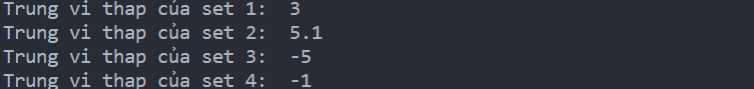 Trung vi thap của set 1:  3
Trung vi thap của set 2:  5.1
Trung vi thap của set 3:  -5
Trung vi thap của set 4:  -1